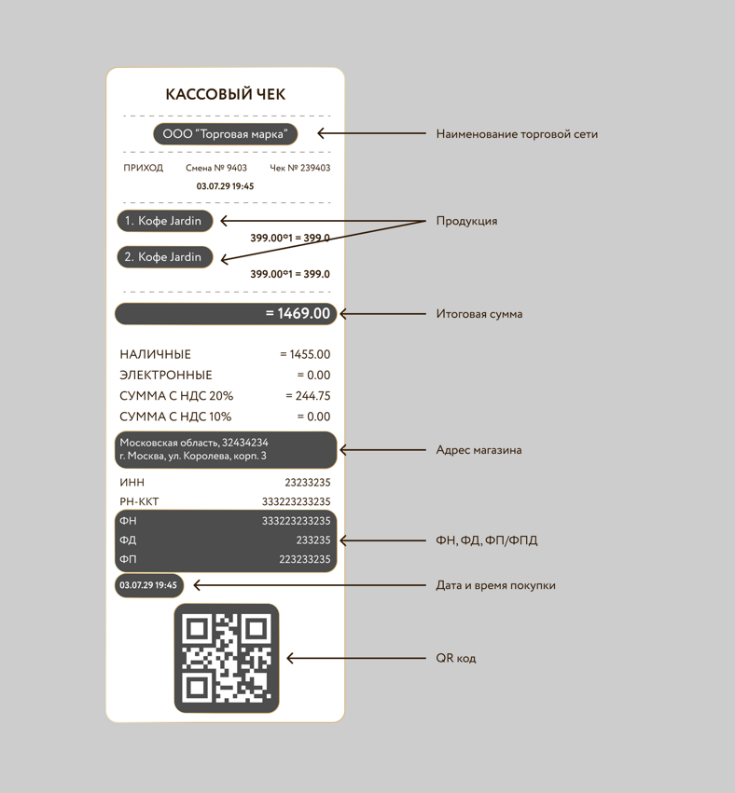 КАССОВЫЙ ЧЕК
ООО "Торговая марка"
Наименование торговой сети
ПРИХОД Смена № 9403 Чек № 239403
03.07.29 19:45
1. Кофе Jardin
Продукция
399.00º1 = 399.0
2. Кофе Jardin
399.00º1 = 399.0
= 1469.00
Итоговая сумма
НАЛИЧНЫЕ = 1455.00
ЭЛЕКТРОННЫЕ = 0.00
СУММА С НДС 20% = 244.75
СУММА С НДС 10% = 0.00
Московская область, 32434234
г. Москва, ул. Королева, корп. 3
Адрес магазина
ИНН 23233235
РН-ККТ 333223233235
ФН 333223233235
ФД 233235
ФП 223233235
ФН, ФД, ФП/ФПД
03.07.29 19:45
Дата и время покупки
QR код